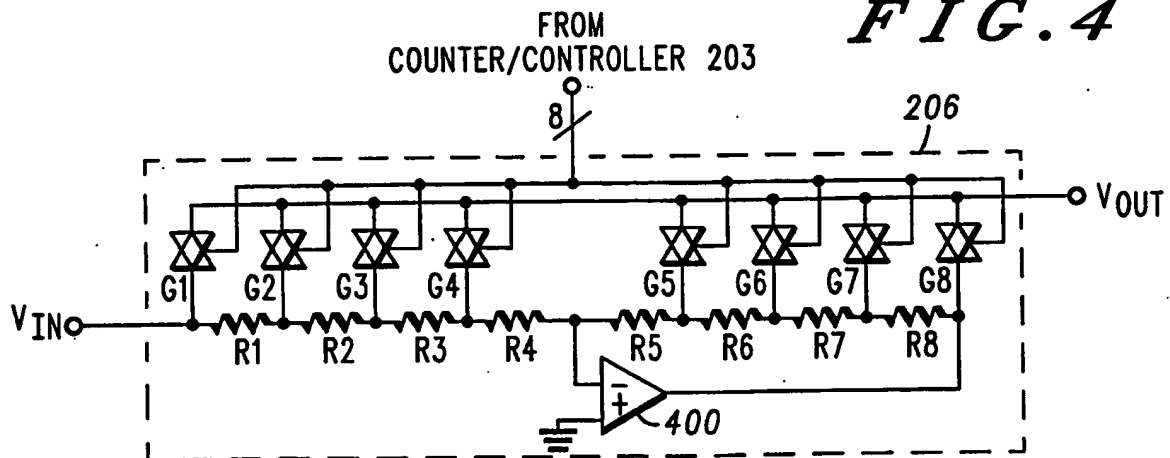 FIG. 4
FROM
COUNTER/CONTROLLER 203
8
206
VOUT
G1 G2 G3 G4 G5 G6 G7 G8
VIN
R1 R2 R3 R4 R5 R6 R7 R8
−
+
400